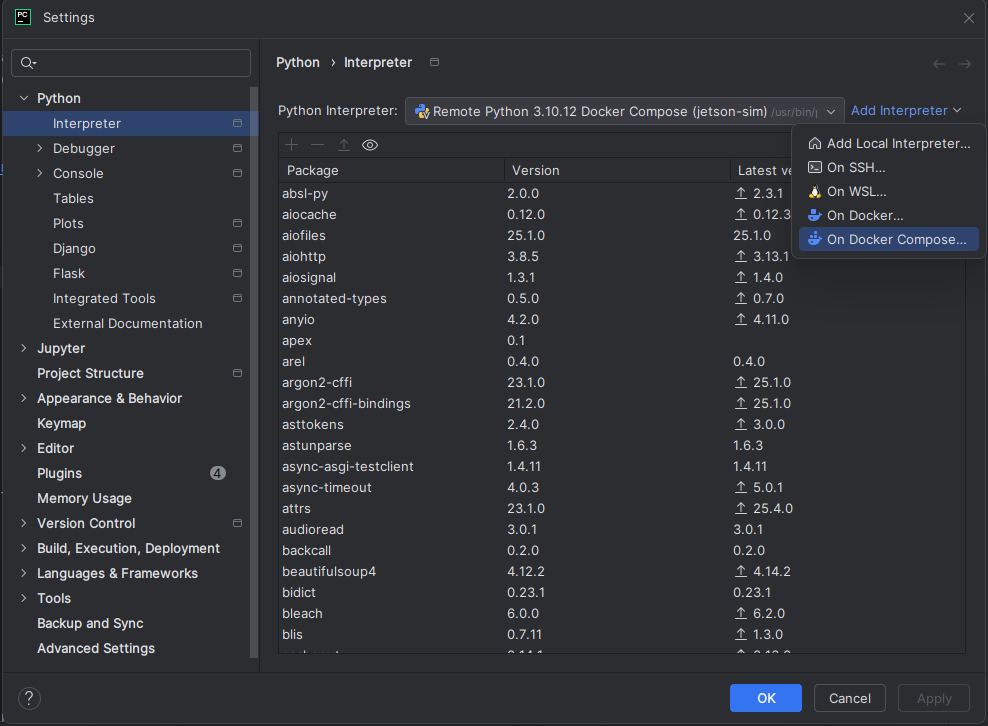 PC
Settings
Python
Interpreter
Debugger
Console
Tables
Plots
Django
Flask
Integrated Tools
External Documentation
Jupyter
Project Structure
Appearance & Behavior
Keymap
Editor
Plugins 4
Memory Usage
Version Control
Build, Execution, Deployment
Languages & Frameworks
Tools
Backup and Sync
Advanced Settings
Python › Interpreter
Python Interpreter: Remote Python 3.10.12 Docker Compose (jetson-sim) /usr/bin/ Add Interpreter
Add Local Interpreter...
On SSH...
On WSL...
On Docker...
On Docker Compose...
Package Version Latest
absl-py 2.0.0 2.3.1
aiocache 0.12.0 0.12.3
aiofiles 25.1.0 25.1.0
aiohttp 3.8.5 3.13.1
aiosignal 1.3.1 1.4.0
annotated-types 0.5.0 0.7.0
anyio 4.2.0 4.11.0
apex 0.1
arel 0.4.0 0.4.0
argon2-cffi 23.1.0 25.1.0
argon2-cffi-bindings 21.2.0 25.1.0
asttokens 2.4.0 3.0.0
astunparse 1.6.3 1.6.3
async-asgi-testclient 1.4.11 1.4.11
async-timeout 4.0.3 5.0.1
attrs 23.1.0 25.4.0
audioread 3.0.1 3.0.1
backcall 0.2.0 0.2.0
beautifulsoup4 4.12.2 4.14.2
bidict 0.23.1 0.23.1
bleach 6.0.0 6.2.0
blis 0.7.11 1.3.0
?
OK Cancel Apply